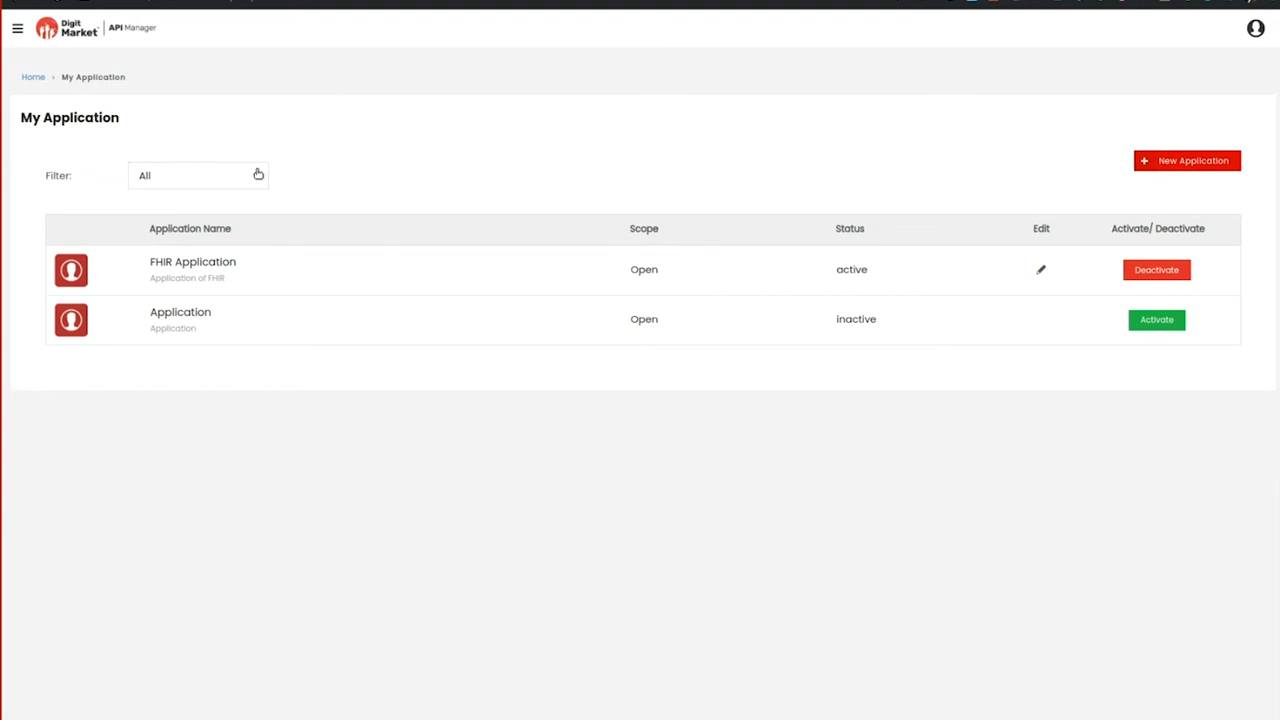 Digit
Market | API Manager
Home › My Application
My Application
Filter: All
+ New Application
Application Name Scope Status Edit Activate/ Deactivate
FHIR Application Open active Deactivate
Application of FHIR
Application Open inactive Activate
Application